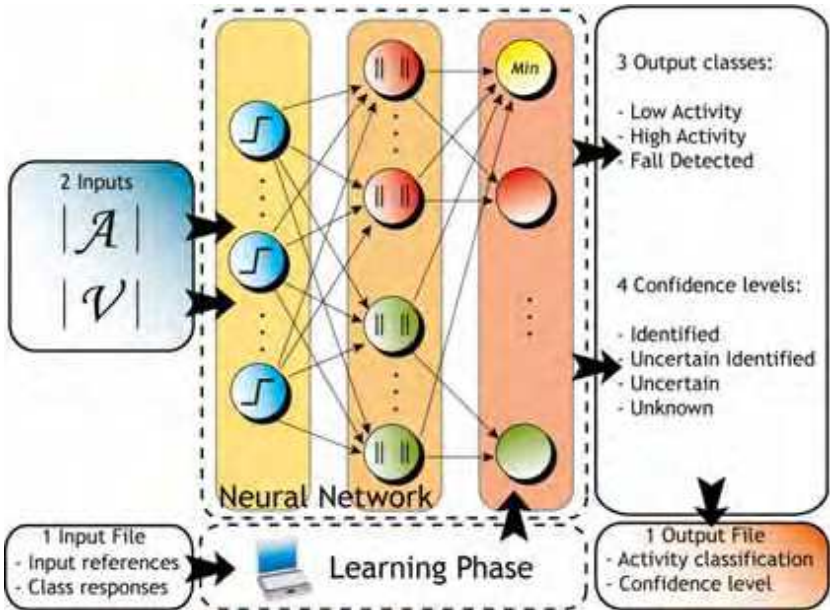 2 Inputs
| A |
| V |
Min
|| ||
|| ||
|| ||
|| ||
Neural Network
3 Output classes:
- Low Activity
- High Activity
- Fall Detected
4 Confidence levels:
- Identified
- Uncertain Identified
- Uncertain
- Unknown
1 Input File
- Input references
- Class responses
Learning Phase
1 Output File
- Activity classification
- Confidence level